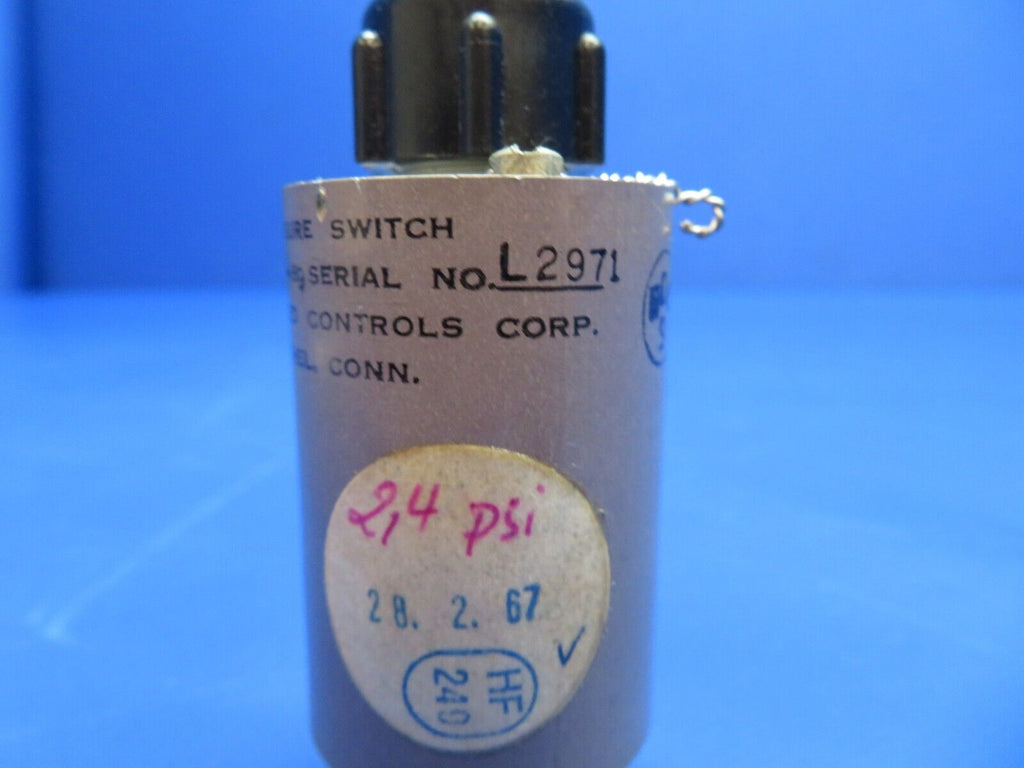 SWITCH
SERIAL NO. L2971
CONTROLS CORP.
CONN.
2,4 psi
28. 2. 67
HF
240